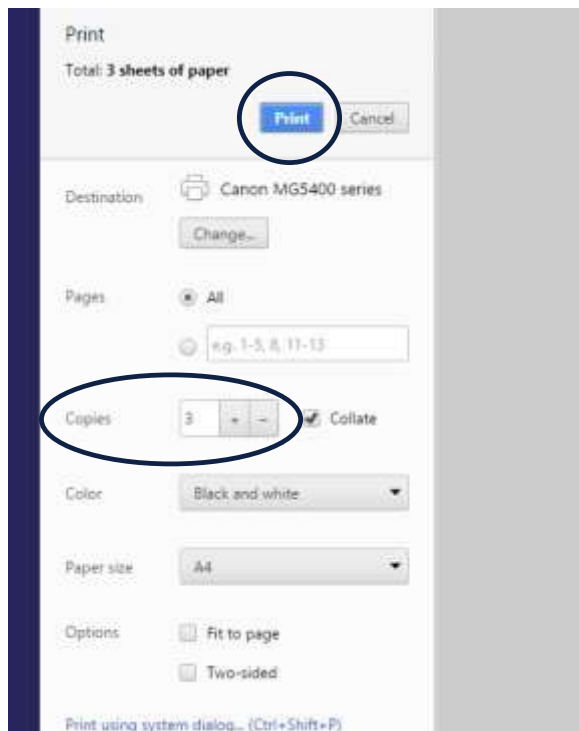 Print
Total: 3 sheets of paper
Print Cancel
Destination Canon MG5400 series
Change...
Pages All
e.g. 1-5, 8, 11-13
Copies 3 + - Collate
Color Black and white
Paper size A4
Options Fit to page
Two-sided
Print using system dialog... (Ctrl+Shift+P)